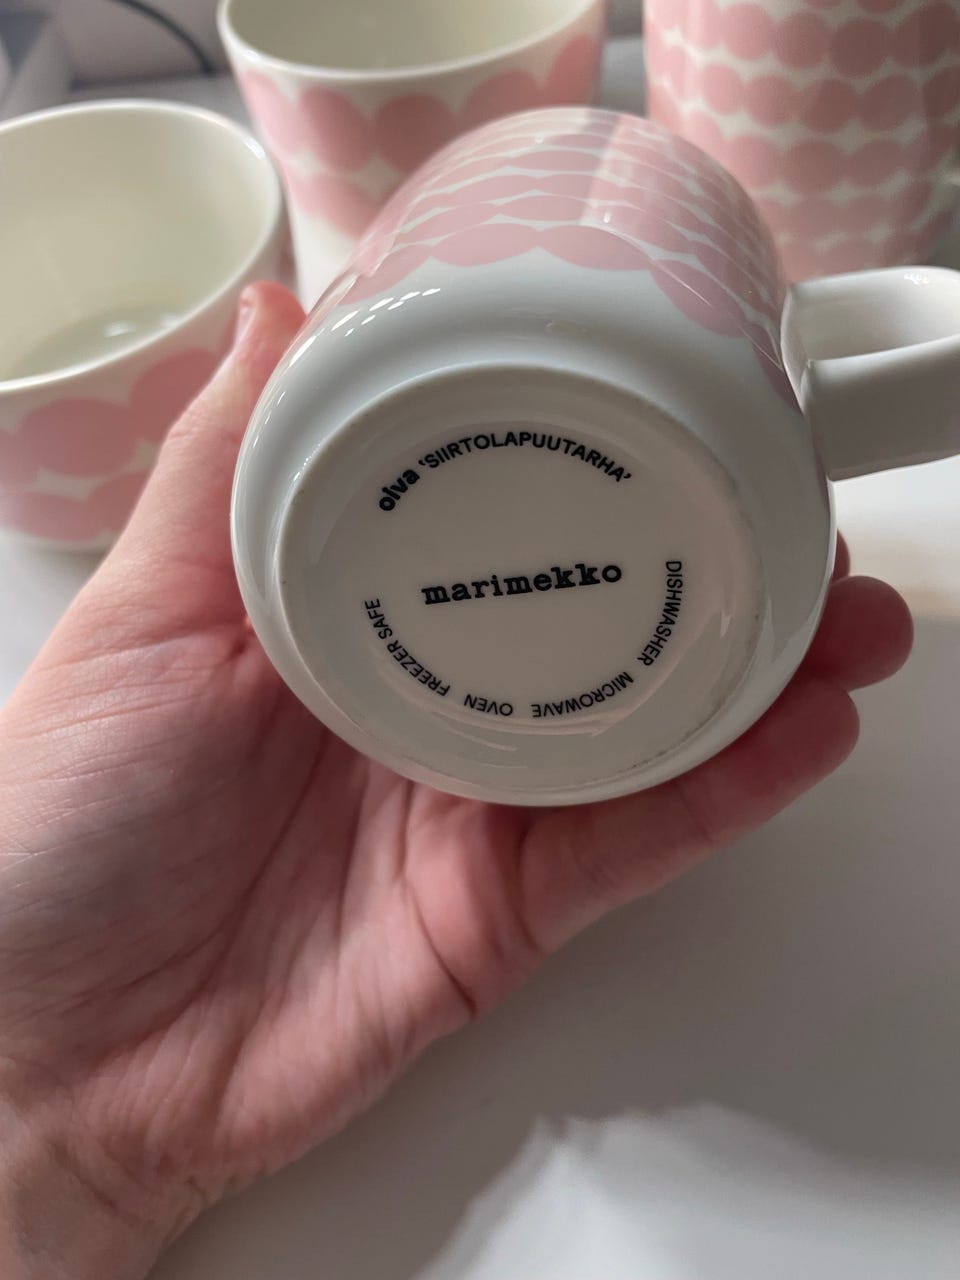 oiva ‘SIIRTOLAPUUTARHA’
marimekko
DISHWASHER MICROWAVE OVEN FREEZER SAFE